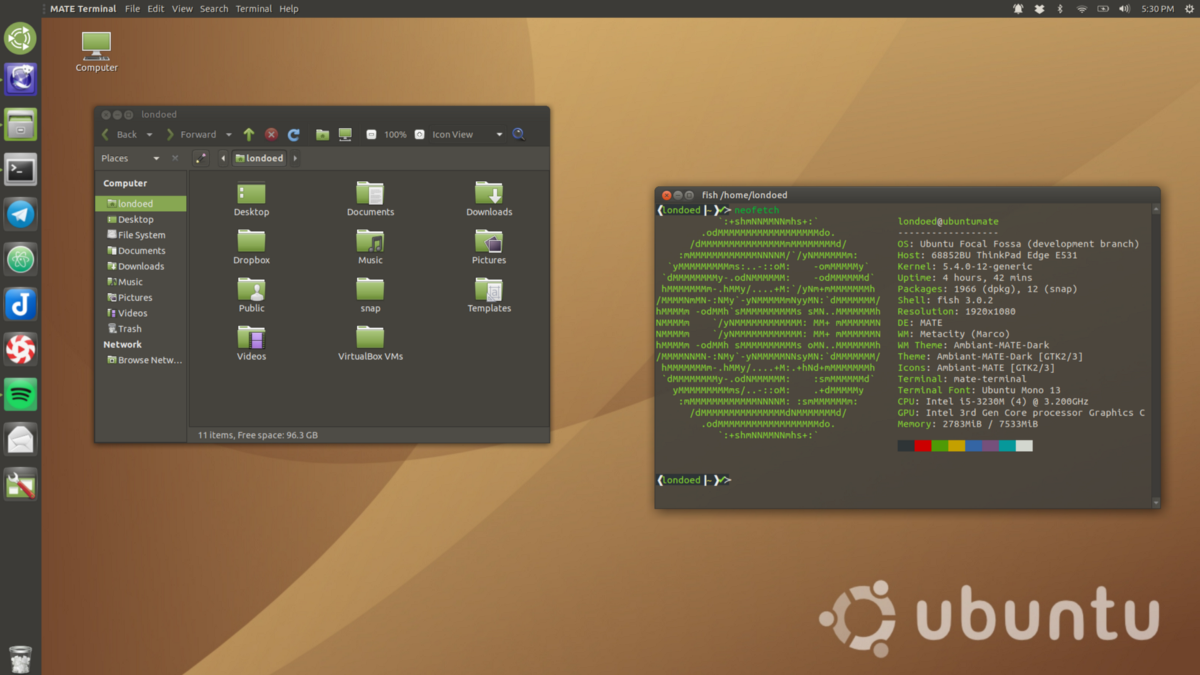 MATE Terminal File Edit View Search Terminal Help
5:30 PM
Computer
londoed
Back Forward 100% Icon View
Places londoed
Computer
londoed
Desktop
File System
Documents
Downloads
Music
Pictures
Videos
Trash
Network
Browse Netw...
Desktop Documents Downloads
Dropbox Music Pictures
Public snap Templates
Videos VirtualBox VMs
11 items, Free space: 96.3 GB
fish /home/londoed
londoed |~ neofetch
londoed@ubuntumate
------------------
OS: Ubuntu Focal Fossa (development branch)
Host: 68852BU ThinkPad Edge E531
Kernel: 5.4.0-12-generic
Uptime: 4 hours, 42 mins
Packages: 1966 (dpkg), 12 (snap)
Shell: fish 3.0.2
Resolution: 1920x1080
DE: MATE
WM: Metacity (Marco)
WM Theme: Ambiant-MATE-Dark
Theme: Ambiant-MATE-Dark [GTK2/3]
Icons: Ambiant-MATE [GTK2/3]
Terminal: mate-terminal
Terminal Font: Ubuntu Mono 13
CPU: Intel i5-3230M (4) @ 3.200GHz
GPU: Intel 3rd Gen Core processor Graphics C
Memory: 2783MiB / 7533MiB
londoed |~
ubuntu